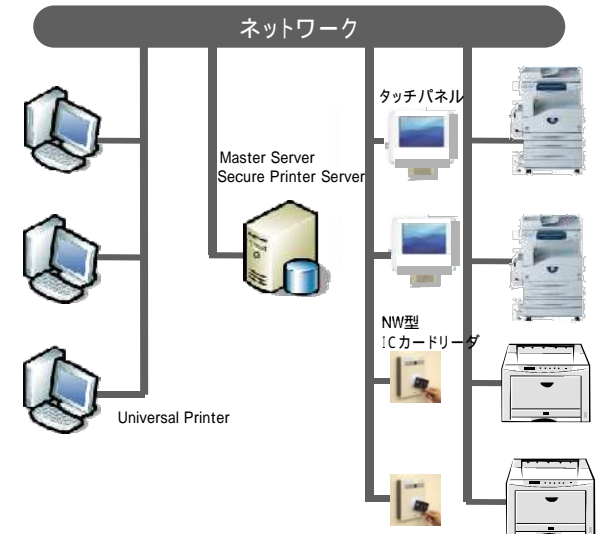 ネットワーク
タッチパネル
Master Server
Secure Printer Server
NW型
ICカードリーダ
Universal Printer